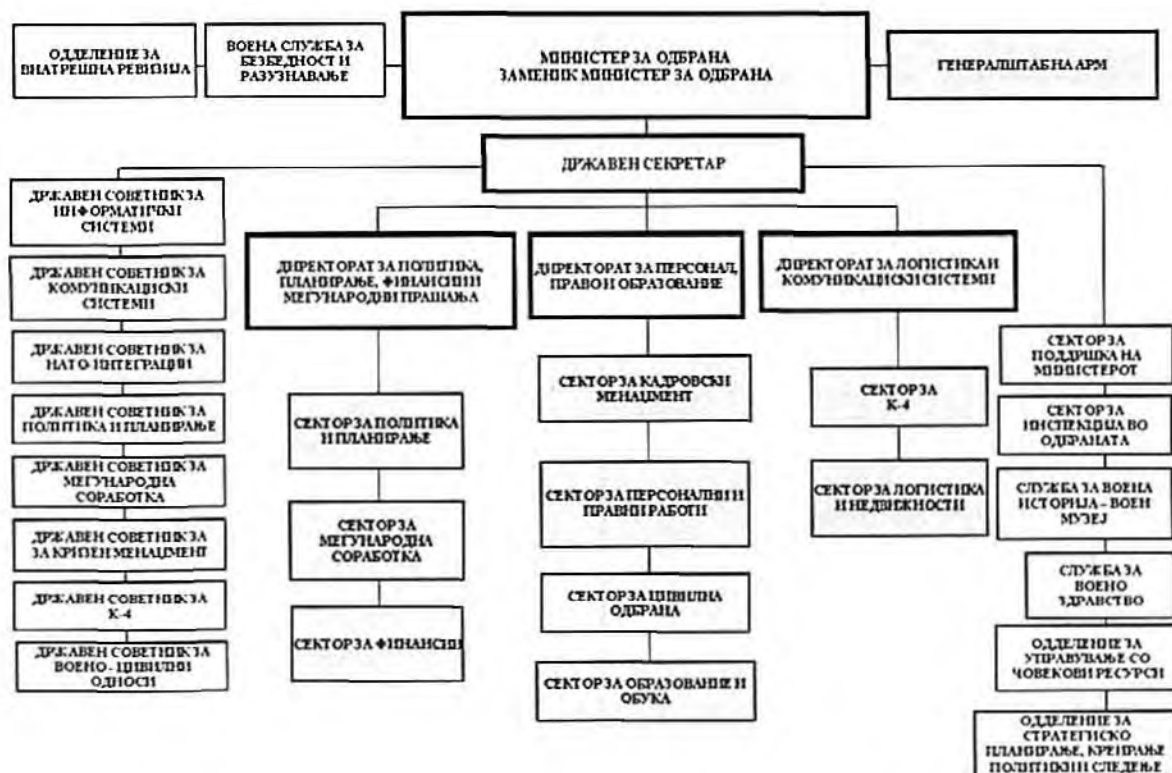 ОДДЕЛЕНИЕ ЗА
ВНАТРЕШНА РЕВИЗИЈА
ВОЕНА СЛУЖБА ЗА
БЕЗБЕДНОСТ И
РАЗУЗНАВАЊЕ
МИНИСТЕР ЗА ОДБРАНА
ЗАМЕНИК МИНИСТЕР ЗА ОДБРАНА
ГЕНЕРАЛШТАБ НА АРМ
ДРЖАВЕН СЕКРЕТАР
ДРЖАВЕН СОВЕТНИК ЗА
ИНФОРМАТИЧКИ
СИСТЕМИ
ДРЖАВЕН СОВЕТНИК ЗА
КОМУНИКАЦИСКИ
СИСТЕМИ
ДРЖАВЕН СОВЕТНИК ЗА
НАТО-ИНТЕГРАЦИИ
ДРЖАВЕН СОВЕТНИК ЗА
ПОЛИТИКА И ПЛАНИРАЊЕ
ДРЖАВЕН СОВЕТНИК ЗА
МЕГУНАРОДНА
СОРАБОТКА
ДРЖАВЕН СОВЕТНИК ЗА
ЗА КРИЗЕН МЕНАЏМЕНТ
ДРЖАВЕН СОВЕТНИК ЗА
К-4
ДРЖАВЕН СОВЕТНИК ЗА
ВОЕНО - ЦИВИЛНИ
ОДНОСИ
ДИРЕКТОРАТ ЗА ПОЛИТИКА,
ПЛАНИРАЊЕ, ФИНАНСИИ И
МЕГУНАРОДНИ ПРАШАЊА
СЕКТОР ЗА ПОЛИТИКА
И ПЛАНИРАЊЕ
СЕКТОР ЗА
МЕГУНАРОДНА
СОРАБОТКА
СЕКТОР ЗА ФИНАНСИИ
ДИРЕКТОРАТ ЗА ПЕРСОНАЛ,
ПРАВО И ОБРАЗОВАНИЕ
СЕКТОР ЗА КАДРОВСКИ
МЕНАЏМЕНТ
СЕКТОР ЗА ПЕРСОНАЛНИ И
ПРАВНИ РАБОТИ
СЕКТОР ЗА ЦИВИЛНА
ОДБРАНА
СЕКТОР ЗА ОБРАЗОВАНИЕ И
ОБУКА
ДИРЕКТОРАТ ЗА ЛОГИСТИКА И
КОМУНИКАЦИСКИ СИСТЕМИ
СЕКТОР ЗА
К-4
СЕКТОР ЗА ЛОГИСТИКА
И НЕДВИЖНОСТИ
СЕКТОР ЗА
ПОДДРШКА НА
МИНИСТЕРОТ
СЕКТОР ЗА
ИНСПЕКЦИЈА ВО
ОДБРАНАТА
СЛУЖБА ЗА ВОЕНА
ИСТОРИЈА - ВОЕН
МУЗЕЈ
СЛУЖБА ЗА
ВОЕНО
ЗДРАВСТВО
ОДДЕЛЕНИЕ ЗА
УПРАВУВАЊЕ СО
ЧОВЕКОВИ РЕСУРСИ
ОДДЕЛЕНИЕ ЗА
СТРАТЕГИСКО
ПЛАНИРАЊЕ, КРЕИРАЊЕ
ПОЛИТИКИ И СЛЕДЕЊЕ